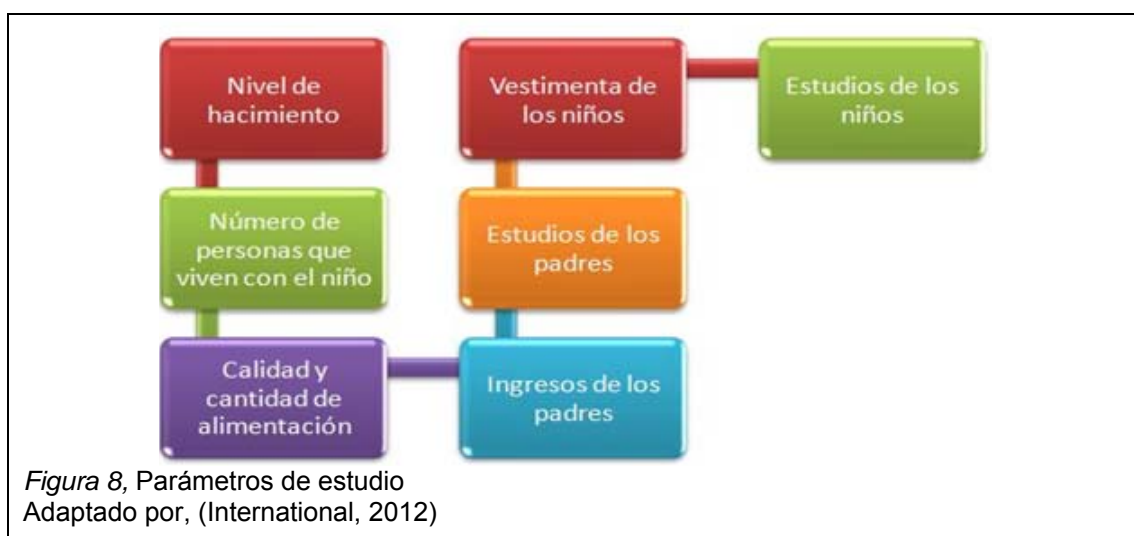 Nivel de
hacimiento
Número de
personas que
viven con el niño
Calidad y
cantidad de
alimentación
Ingresos de los
padres
Estudios de los
padres
Vestimenta de
los niños
Estudios de los
niños
Figura 8, Parámetros de estudio
Adaptado por, (International, 2012)